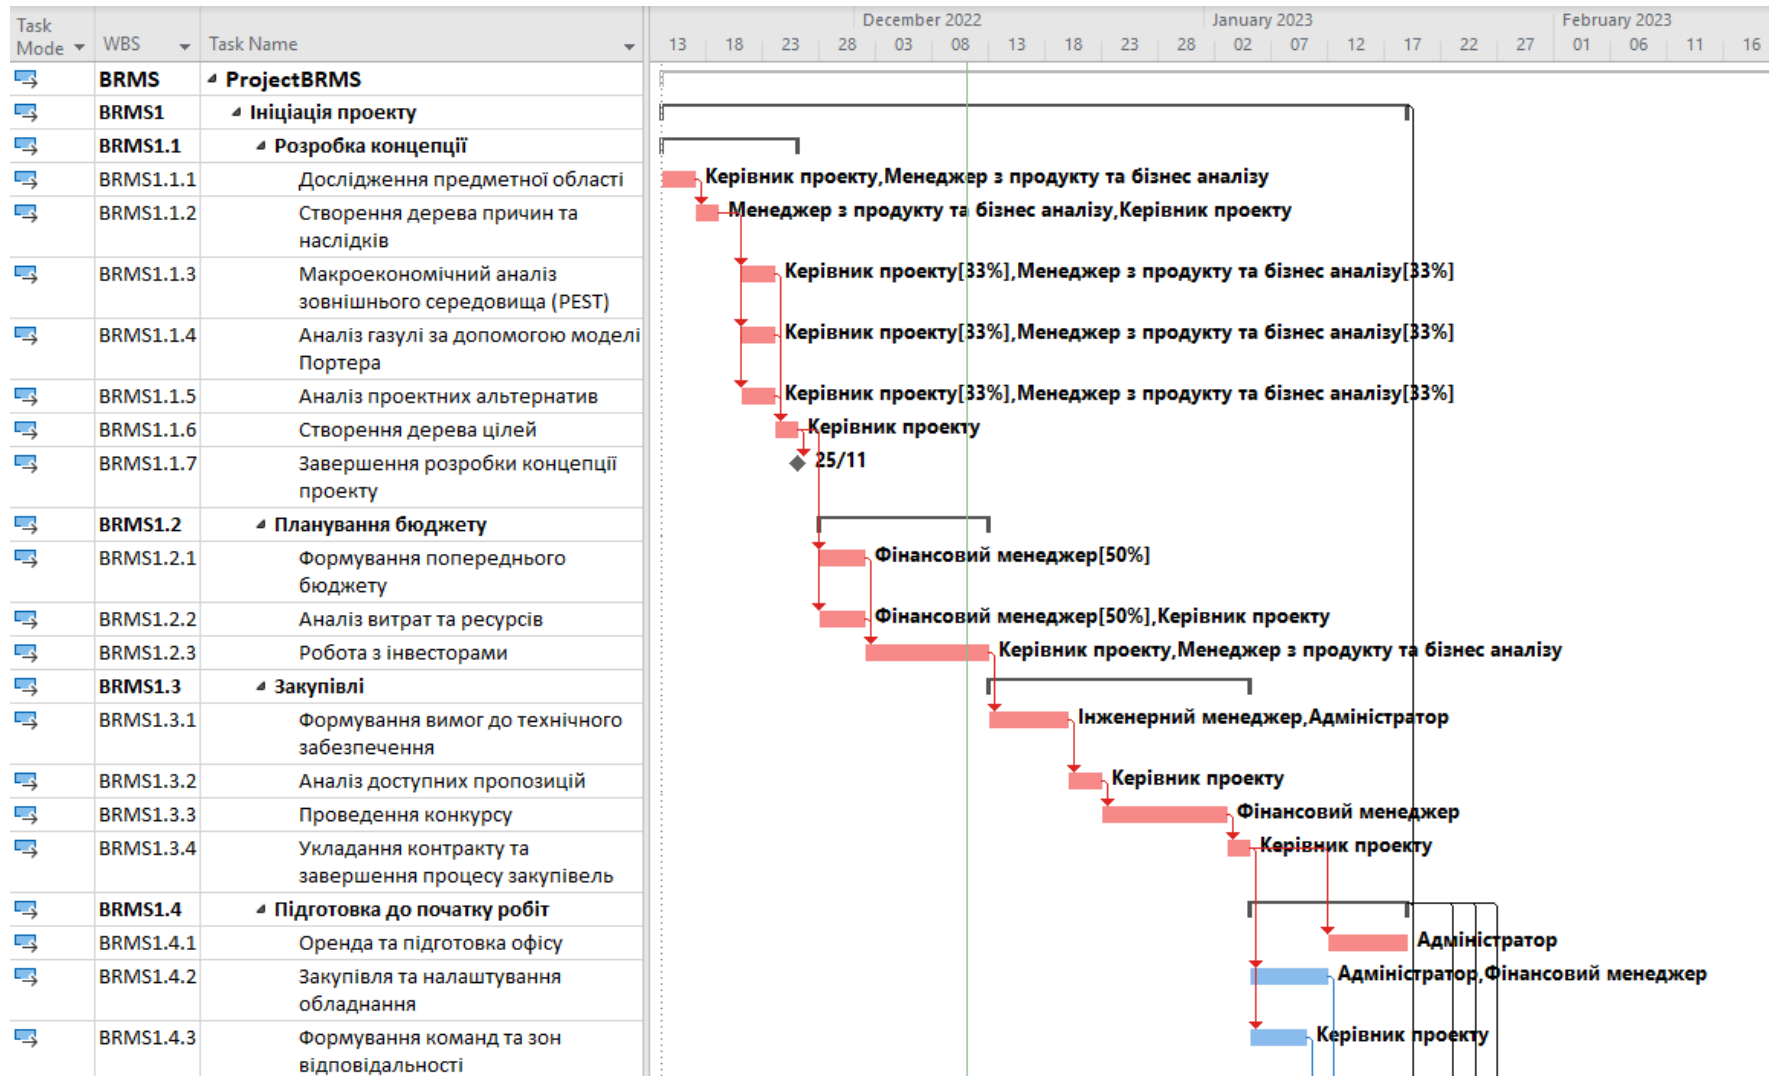 Task Mode WBS Task Name
December 2022 January 2023 February 2023
13 18 23 28 03 08 13 18 23 28 02 07 12 17 22 27 01 06 11 16
BRMS ProjectBRMS
BRMS1 Ініціація проекту
BRMS1.1 Розробка концепції
BRMS1.1.1 Дослідження предметної області Керівник проекту,Менеджер з продукту та бізнес аналізу
BRMS1.1.2 Створення дерева причин та Менеджер з продукту та бізнес аналізу,Керівник проекту
наслідків
BRMS1.1.3 Макроекономічний аналіз Керівник проекту[33%],Менеджер з продукту та бізнес аналізу[33%]
зовнішнього середовища (PEST)
BRMS1.1.4 Аналіз газулі за допомогою моделі Керівник проекту[33%],Менеджер з продукту та бізнес аналізу[33%]
Портера
BRMS1.1.5 Аналіз проектних альтернатив Керівник проекту[33%],Менеджер з продукту та бізнес аналізу[33%]
BRMS1.1.6 Створення дерева цілей Керівник проекту
BRMS1.1.7 Завершення розробки концепції 25/11
проекту
BRMS1.2 Планування бюджету
BRMS1.2.1 Формування попереднього Фінансовий менеджер[50%]
бюджету
BRMS1.2.2 Аналіз витрат та ресурсів Фінансовий менеджер[50%],Керівник проекту
BRMS1.2.3 Робота з інвесторами Керівник проекту,Менеджер з продукту та бізнес аналізу
BRMS1.3 Закупівлі
BRMS1.3.1 Формування вимог до технічного Інженерний менеджер,Адміністратор
забезпечення
BRMS1.3.2 Аналіз доступних пропозицій Керівник проекту
BRMS1.3.3 Проведення конкурсу Фінансовий менеджер
BRMS1.3.4 Укладання контракту та Керівник проекту
завершення процесу закупівель
BRMS1.4 Підготовка до початку робіт
BRMS1.4.1 Оренда та підготовка офісу Адміністратор
BRMS1.4.2 Закупівля та налаштування Адміністратор,Фінансовий менеджер
обладнання
BRMS1.4.3 Формування команд та зон Керівник проекту
відповідальності